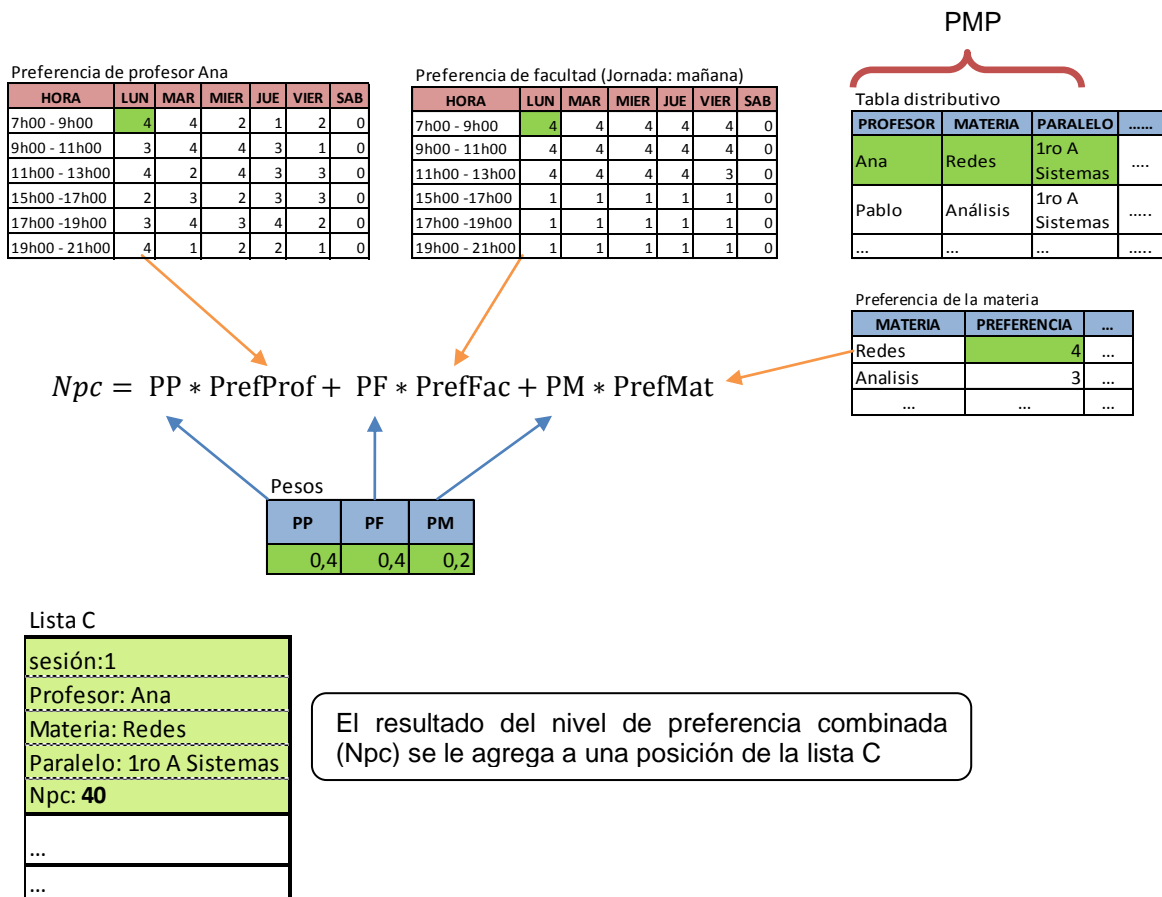 PMP
Preferencia de profesor Ana
HORA LUN MAR MIER JUE VIER SAB
7h00 - 9h00 4 4 2 1 2 0
9h00 - 11h00 3 4 4 3 1 0
11h00 - 13h00 4 2 4 3 3 0
15h00 -17h00 2 3 2 3 3 0
17h00 -19h00 3 4 3 4 2 0
19h00 - 21h00 4 1 2 2 1 0
Preferencia de facultad (Jornada: mañana)
HORA LUN MAR MIER JUE VIER SAB
7h00 - 9h00 4 4 4 4 4 0
9h00 - 11h00 4 4 4 4 4 0
11h00 - 13h00 4 4 4 4 3 0
15h00 -17h00 1 1 1 1 1 0
17h00 -19h00 1 1 1 1 1 0
19h00 - 21h00 1 1 1 1 1 0
Tabla distributivo
PROFESOR MATERIA PARALELO ......
Ana Redes 1ro A Sistemas ....
Pablo Análisis 1ro A Sistemas .....
... ... ... .....
Preferencia de la materia
MATERIA PREFERENCIA ...
Redes 4 ...
Analisis 3 ...
... ... ...
Npc = PP * PrefProf + PF * PrefFac + PM * PrefMat
Pesos
PP PF PM
0,4 0,4 0,2
Lista C
sesión:1
Profesor: Ana
Materia: Redes
Paralelo: 1ro A Sistemas
Npc: 40
...
...
El resultado del nivel de preferencia combinada
(Npc) se le agrega a una posición de la lista C